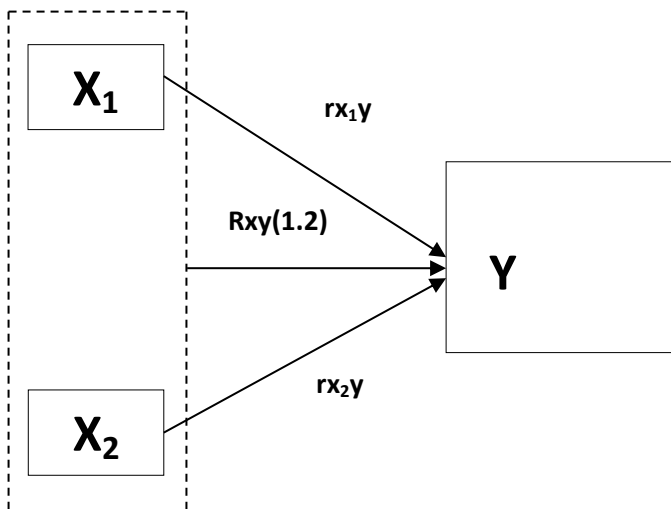 X₁
rx₁y
Rxy(1.2)
Y
rx₂y
X₂